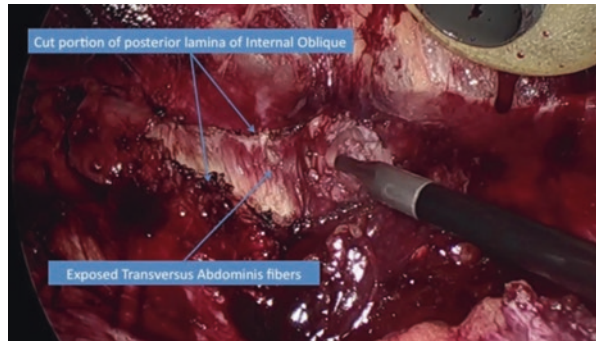 Cut portion of posterior lamina of Internal Oblique
Exposed Transversus Abdominis fibers